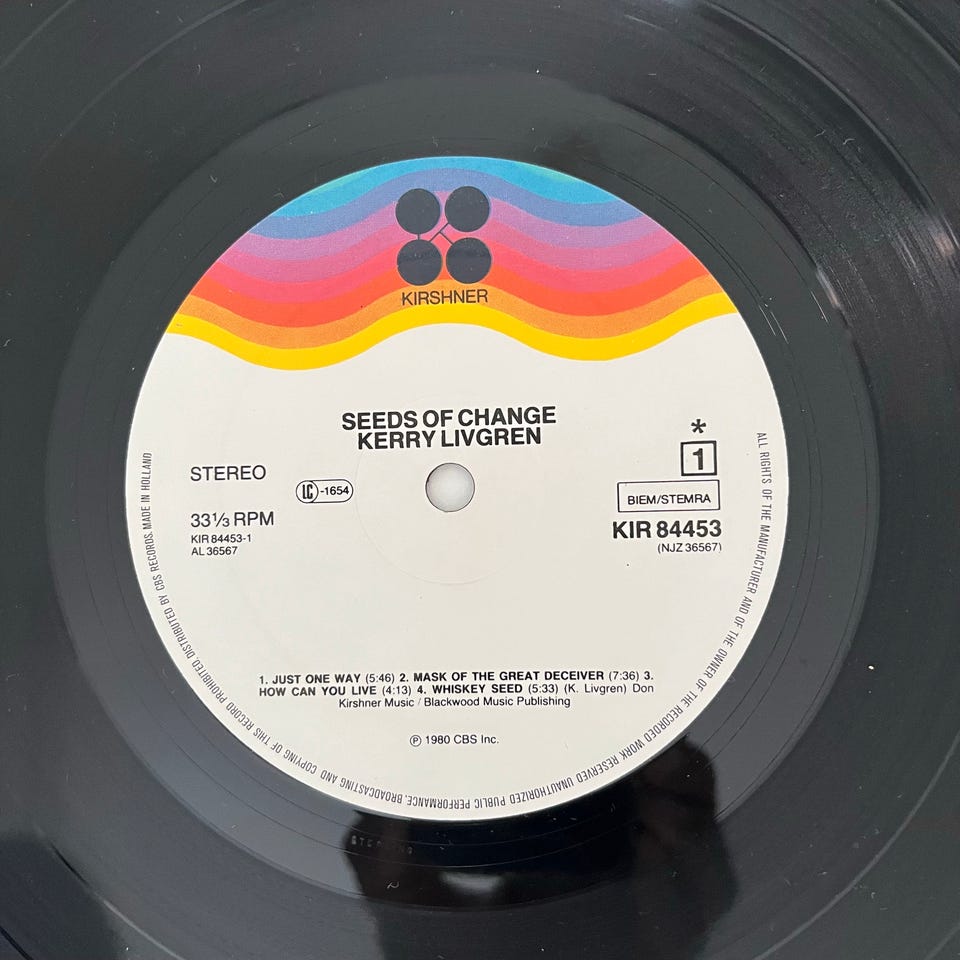 KIRSHNER
SEEDS OF CHANGE
KERRY LIVGREN
STEREO
LC -1654
33⅓ RPM
KIR 84453-1
AL 36567
*
1
BIEM/STEMRA
KIR 84453
(NJZ 36567)
1. JUST ONE WAY (5:46) 2. MASK OF THE GREAT DECEIVER (7:36) 3.
HOW CAN YOU LIVE (4:13) 4. WHISKEY SEED (5:33) (K. Livgren) Don
Kirshner Music / Blackwood Music Publishing
℗ 1980 CBS Inc.
ALL RIGHTS OF THE MANUFACTURER AND OF THE OWNER OF THE RECORDED WORK RESERVED UNAUTHORIZED PUBLIC PERFORMANCE, BROADCASTING AND COPYING OF THIS RECORD PROHIBITED. DISTRIBUTED BY CBS RECORDS. MADE IN HOLLAND